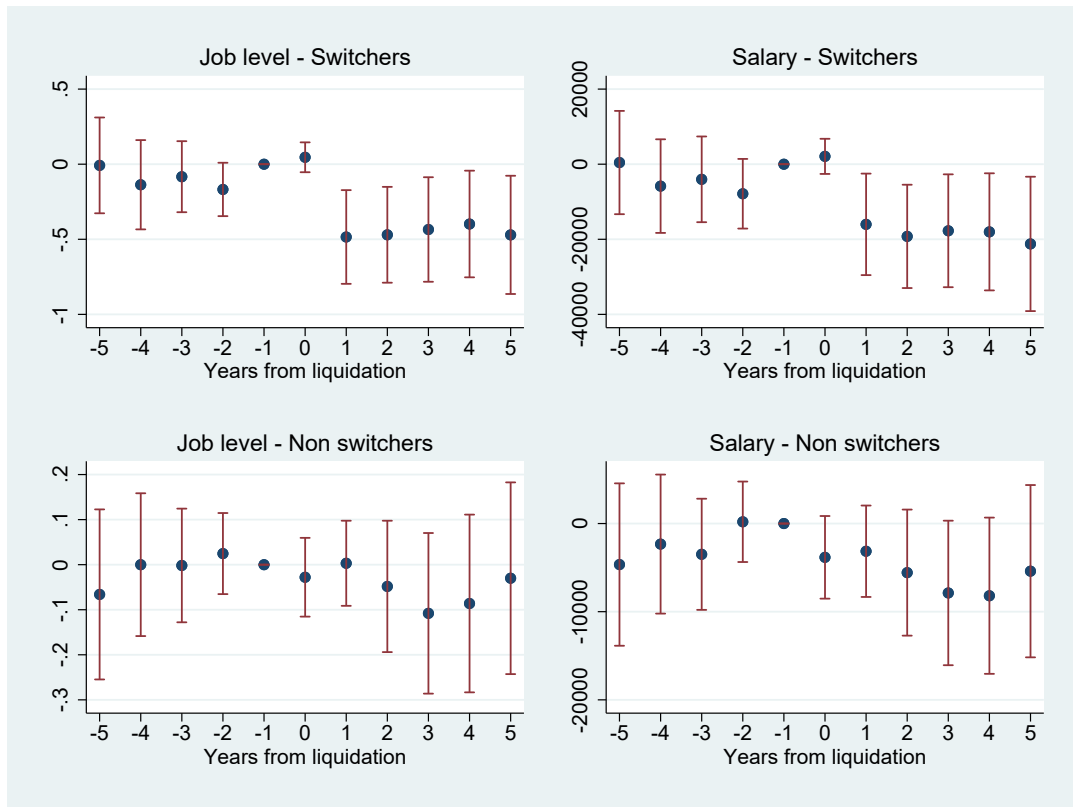 Job level - Switchers
.5
0
-.5
-1
-5 -4 -3 -2 -1 0 1 2 3 4 5
Years from liquidation
Salary - Switchers
20000
0
-20000
-40000
-5 -4 -3 -2 -1 0 1 2 3 4 5
Years from liquidation
Job level - Non switchers
.2
.1
0
-.1
-.2
-.3
-5 -4 -3 -2 -1 0 1 2 3 4 5
Years from liquidation
Salary - Non switchers
0
-10000
-20000
-5 -4 -3 -2 -1 0 1 2 3 4 5
Years from liquidation